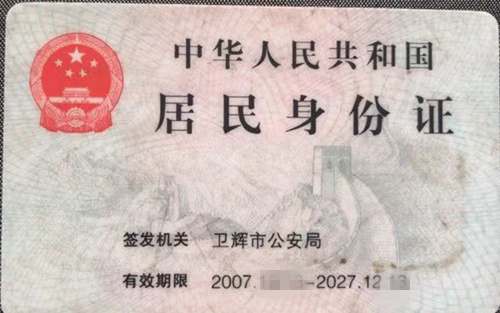 中华人民共和国
居民身份证
签发机关 卫辉市公安局
有效期限 2007. -2027.12